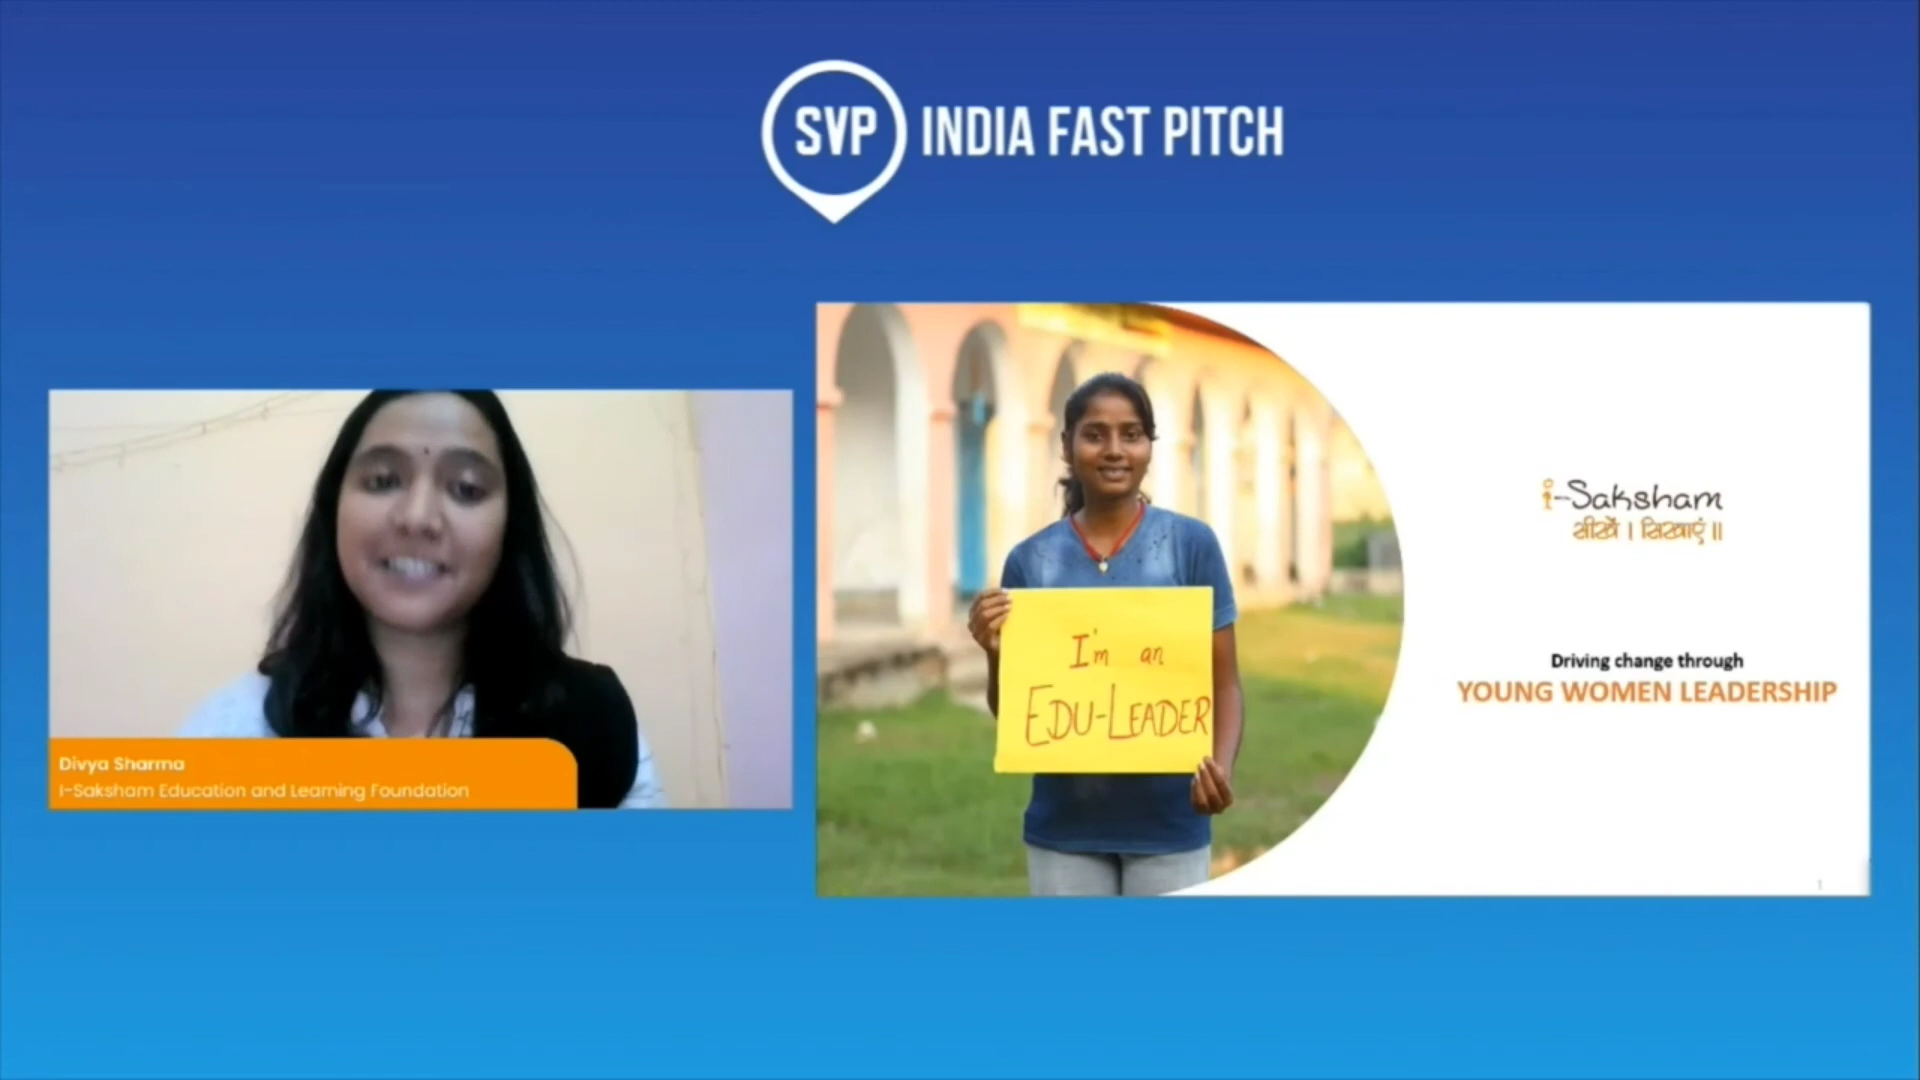 SVP INDIA FAST PITCH
Divya Sharma
I-Saksham Education and Learning Foundation
I'm an
EDU-LEADER
i-Saksham
सीखें । सिखाएं ॥
Driving change through
YOUNG WOMEN LEADERSHIP
1